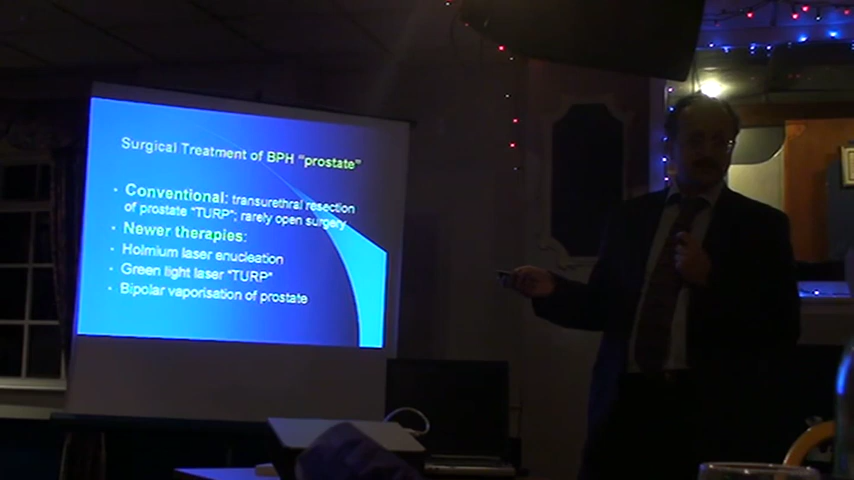 Surgical Treatment of BPH "prostate"
• Conventional: transurethral resection
of prostate "TURP"; rarely open surgery
• Newer therapies:
• Holmium laser enucleation
• Green light laser "TURP"
• Bipolar vaporisation of prostate